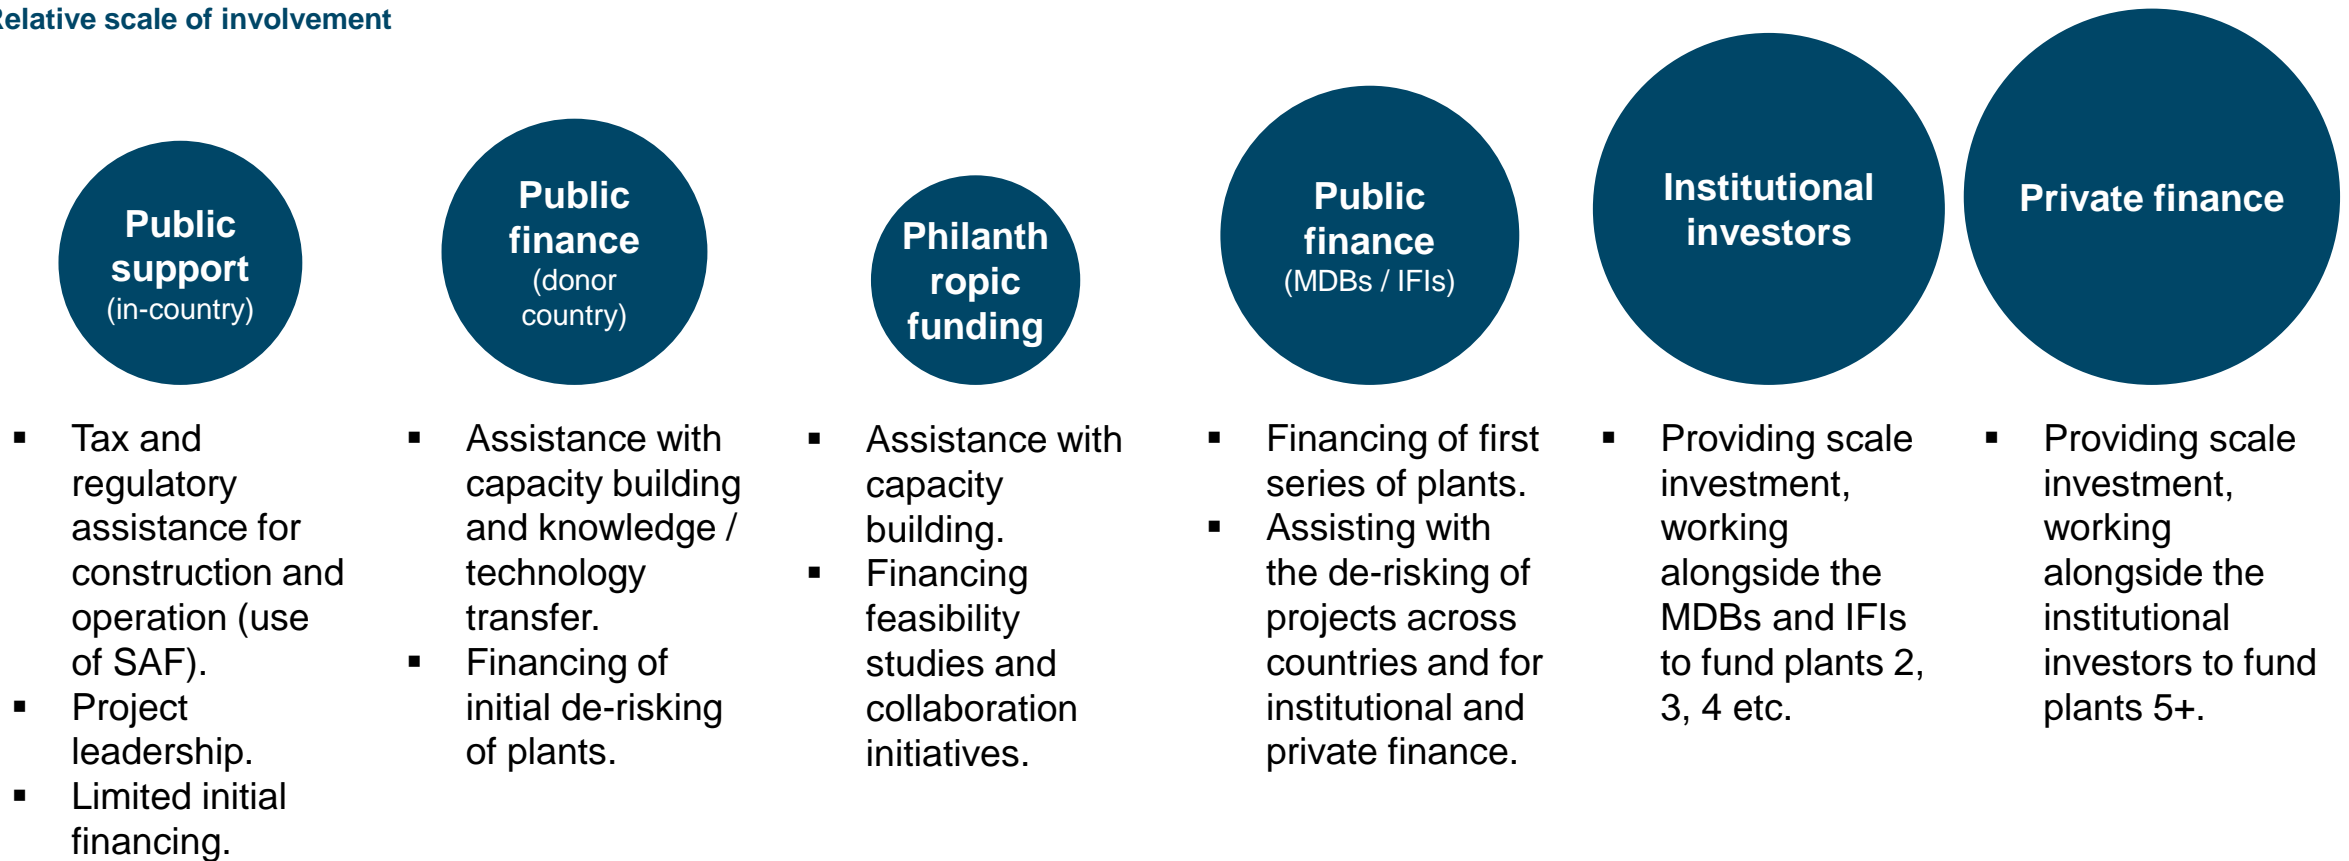 Relative scale of involvement
Public
support
(in-country)
Public
finance
(donor
country)
Philanth
ropic
funding
Public
finance
(MDBs / IFIs)
Institutional
investors
Private finance
▪ Tax and
regulatory
assistance for
construction and
operation (use
of SAF).
▪ Project
leadership.
▪ Limited initial
financing.
▪ Assistance with
capacity building
and knowledge /
technology
transfer.
▪ Financing of
initial de-risking
of plants.
▪ Assistance with
capacity
building.
▪ Financing
feasibility
studies and
collaboration
initiatives.
▪ Financing of first
series of plants.
▪ Assisting with
the de-risking of
projects across
countries and for
institutional and
private finance.
▪ Providing scale
investment,
working
alongside the
MDBs and IFIs
to fund plants 2,
3, 4 etc.
▪ Providing scale
investment,
working
alongside the
institutional
investors to fund
plants 5+.